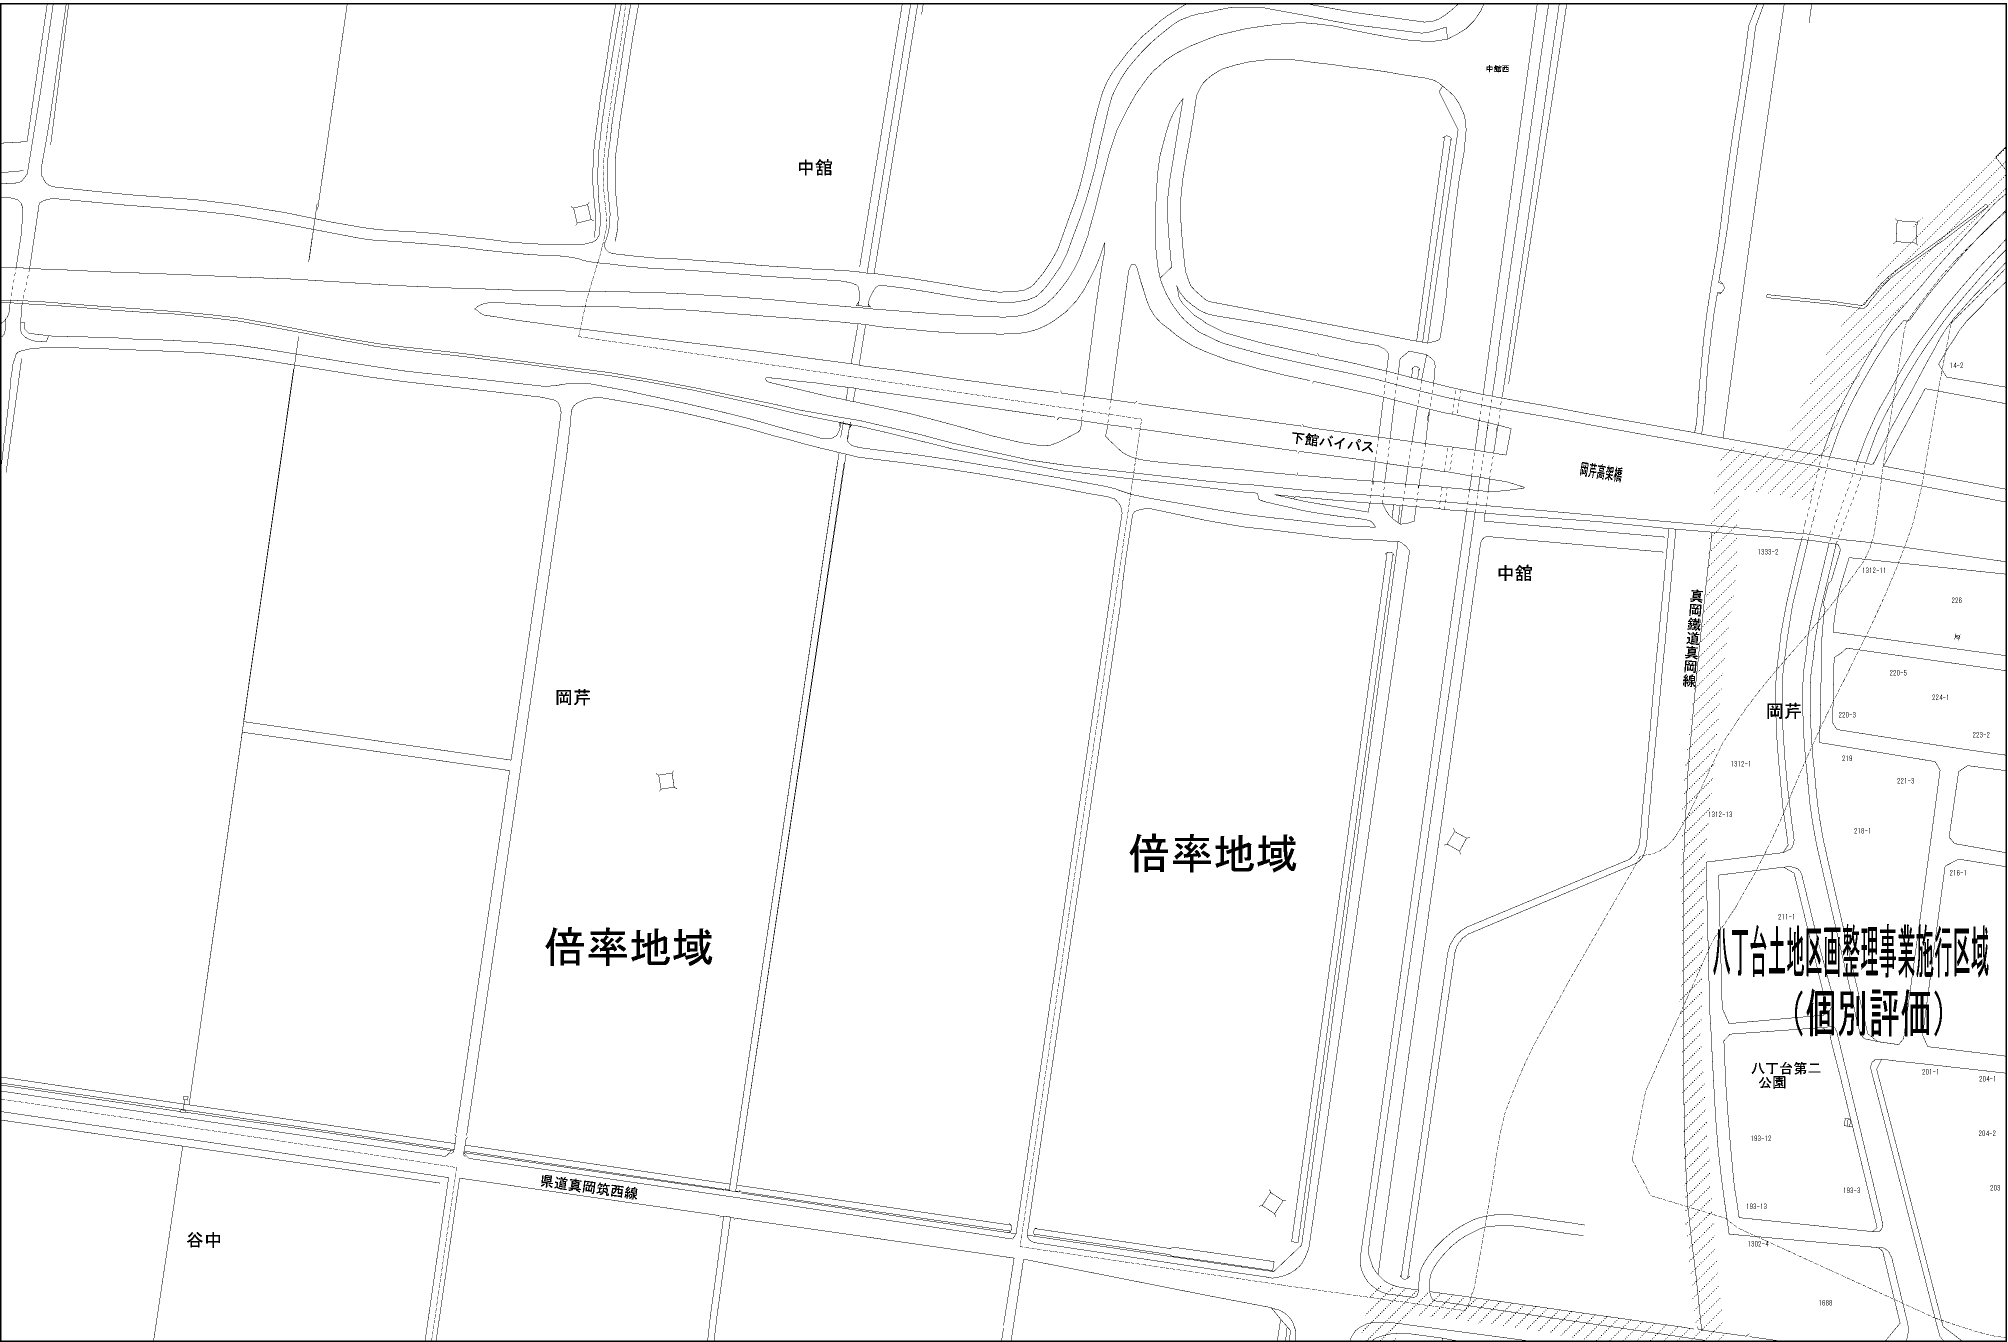 中館西
中舘
14-2
下館バイパス
岡芹高架橋
1333-2
1312-11
中舘
226
真岡鐵道真岡線
220-5
224-1
岡芹
岡芹
220-3
223-2
219
1312-1
221-3
1312-13
218-1
倍率地域
216-1
211-1
倍率地域
八丁台土地区画整理事業施行区域
（個別評価）
八丁台第二
公園
201-1
204-1
204-2
193-12
県道真岡筑西線
193-3
203
193-13
谷中
1302-4
1688